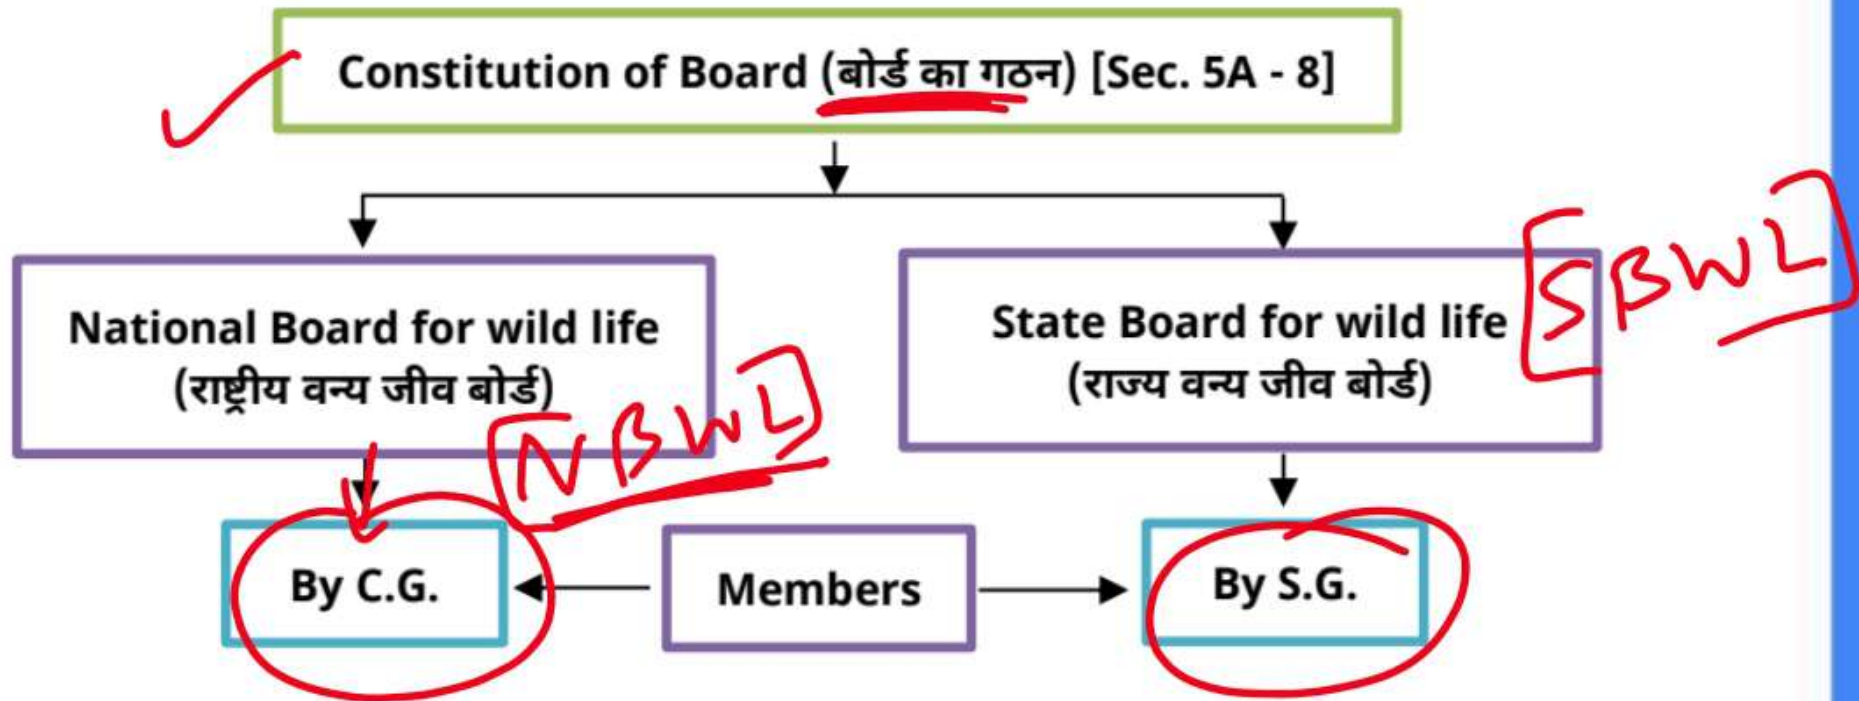 Constitution of Board (बोर्ड का गठन) [Sec. 5A - 8]
National Board for wild life
(राष्ट्रीय वन्य जीव बोर्ड)
[NBWL]
State Board for wild life
(राज्य वन्य जीव बोर्ड)
[SBWL]
By C.G.
Members
By S.G.